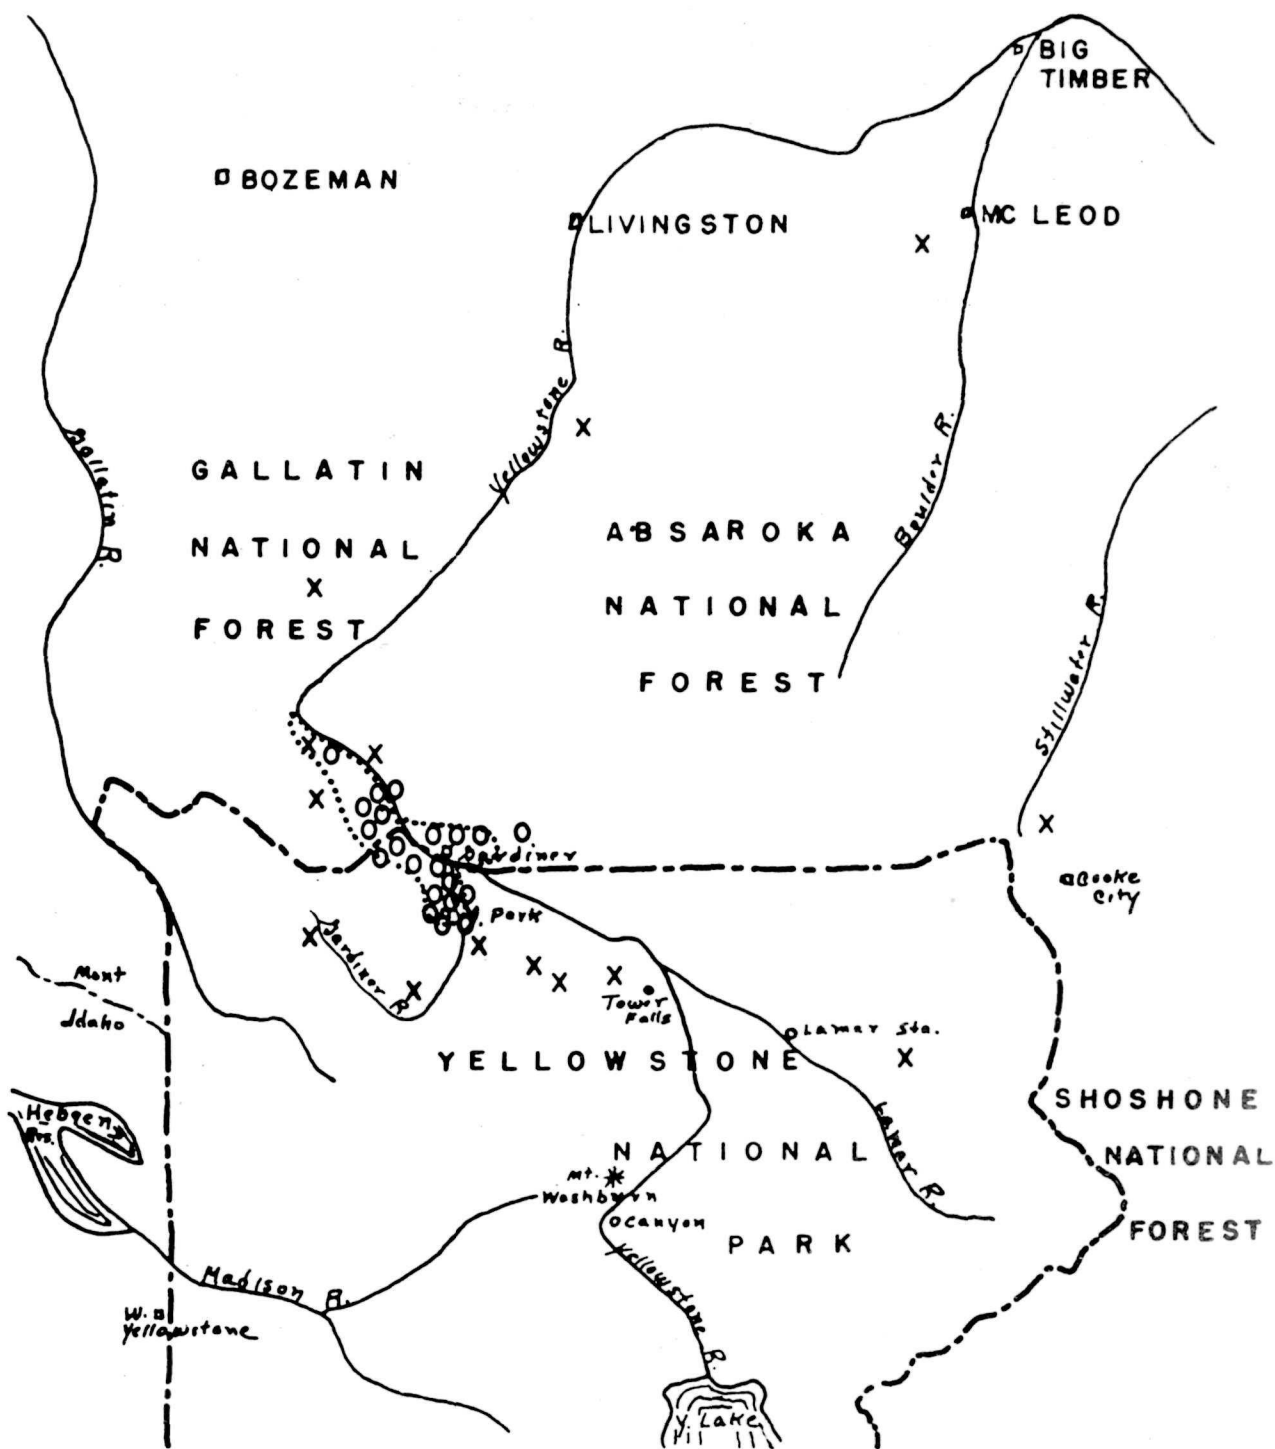 BIG
TIMBER
BOZEMAN
MC LEOD
LIVINGSTON
Yellowstone R.
Gallatin R.
Boulder R.
GALLATIN
NATIONAL
FOREST
ABSAROKA
NATIONAL
FOREST
Stillwater R.
Gardiner
Cooke
City
Park
Gardiner R
Mont
Idaho
Tower
Falls
Lamar Sta.
YELLOWSTONE
NATIONAL
PARK
Lamar R.
SHOSHONE
NATIONAL
FOREST
Hebgen
Res.
Mt.
Washburn
Canyon
Yellowstone R.
Madison R.
W.
Yellowstone
Y. Lake